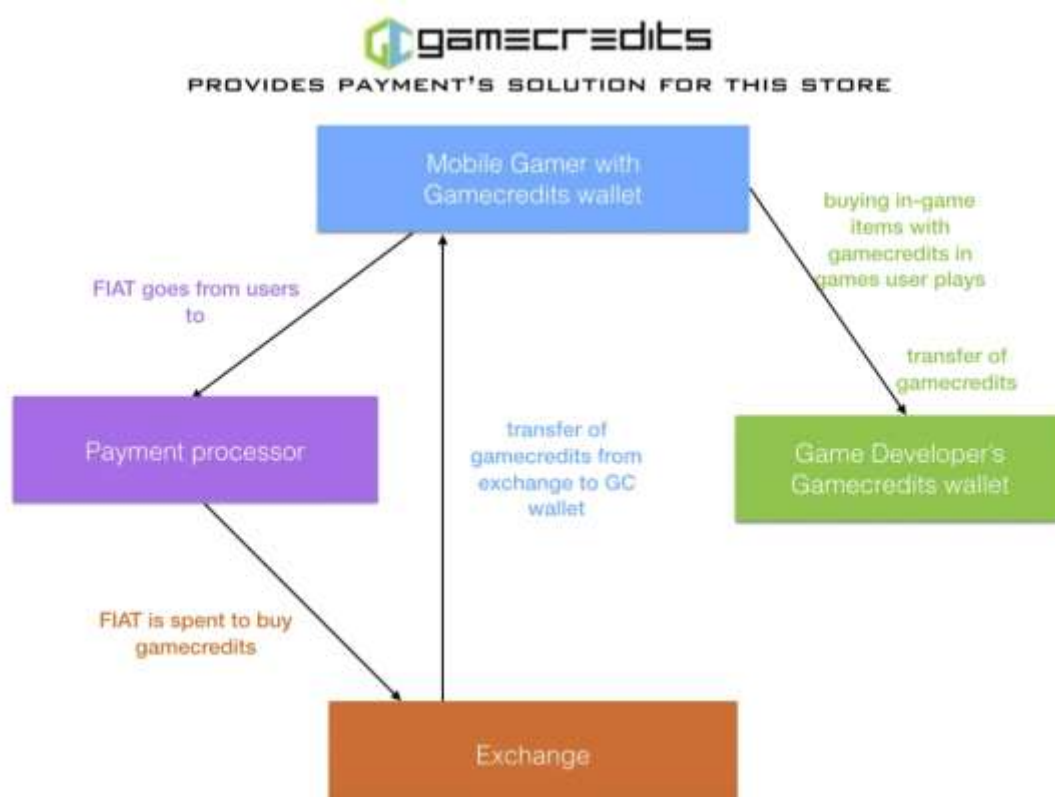 gamecredits
PROVIDES PAYMENT'S SOLUTION FOR THIS STORE
Mobile Gamer with
Gamecredits wallet
buying in-game
items with
gamecredits in
games user plays
FIAT goes from users
to
transfer of
gamecredits
Payment processor
transfer of
gamecredits from
exchange to GC
wallet
Game Developer's
Gamecredits wallet
FIAT is spent to buy
gamecredits
Exchange